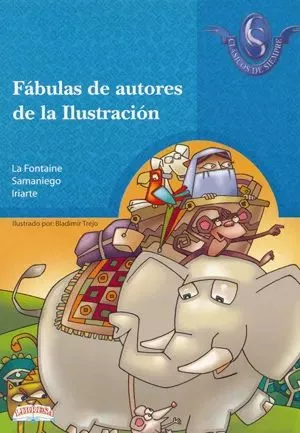 CLÁSICOS DE SIEMPRE
Fábulas de autores
de la Ilustración
La Fontaine
Samaniego
Iriarte
Ilustrado por: Bladimir Trejo